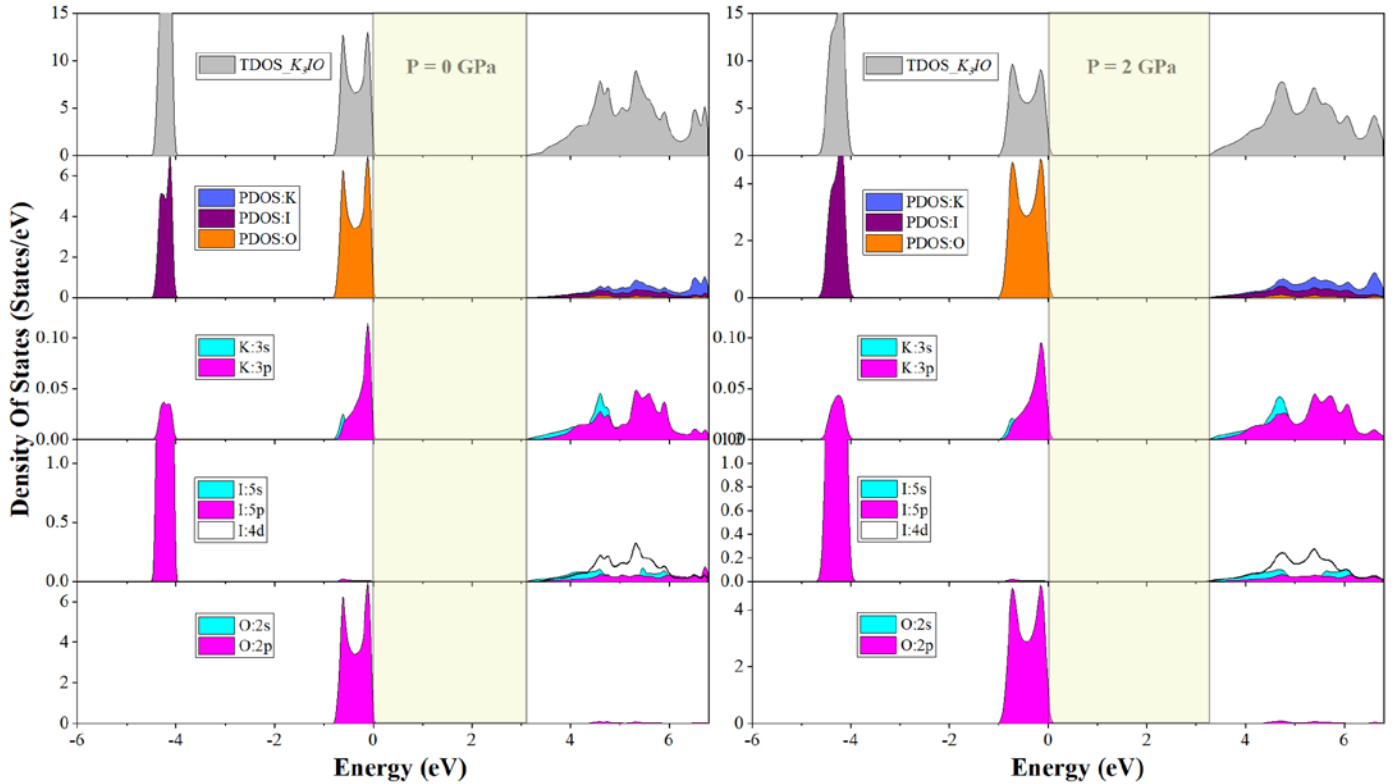 Density Of States (States/eV)
15
10
5
0
TDOS_K3IO
P = 0 GPa
6
4
2
0
PDOS:K
PDOS:I
PDOS:O
0.10
0.05
0.00
K:3s
K:3p
1.0
0.5
0.0
I:5s
I:5p
I:4d
6
4
2
0
O:2s
O:2p
-6
-4
-2
0
2
4
6
Energy (eV)
15
10
5
0
TDOS_K3IO
P = 2 GPa
4
2
0
PDOS:K
PDOS:I
PDOS:O
0.10
0.05
K:3s
K:3p
1.0
0.8
0.6
0.4
0.2
0.0
I:5s
I:5p
I:4d
4
2
0
O:2s
O:2p
-6
-4
-2
0
2
4
6
Energy (eV)